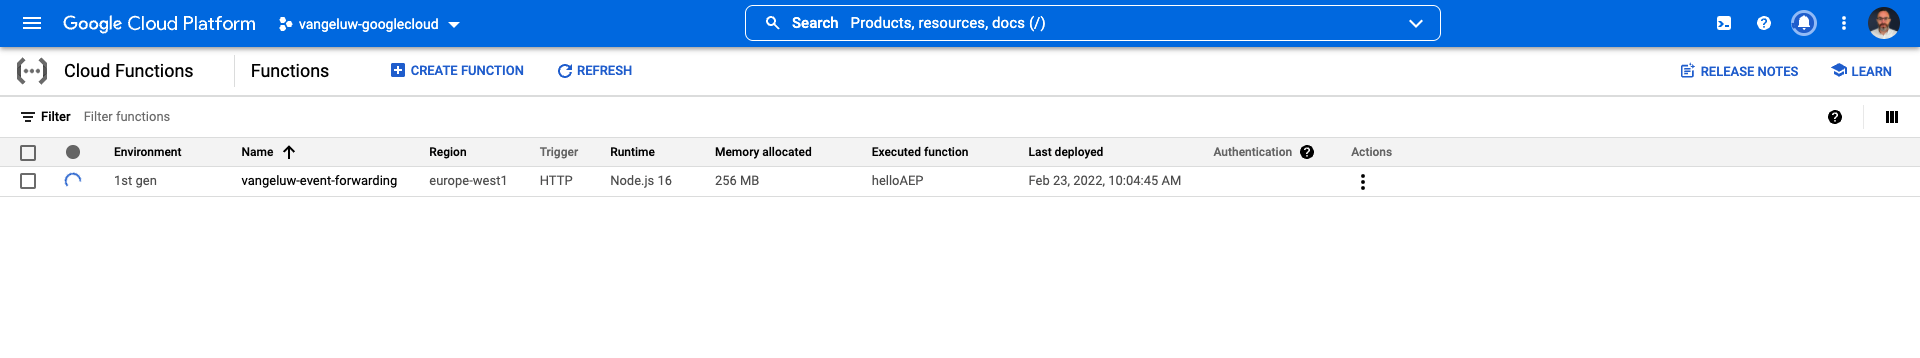 Google Cloud Platform vangeluw-googlecloud Search Products, resources, docs (/)
Cloud Functions Functions CREATE FUNCTION REFRESH RELEASE NOTES LEARN
Filter Filter functions
Environment Name Region Trigger Runtime Memory allocated Executed function Last deployed Authentication Actions
1st gen vangeluw-event-forwarding europe-west1 HTTP Node.js 16 256 MB helloAEP Feb 23, 2022, 10:04:45 AM